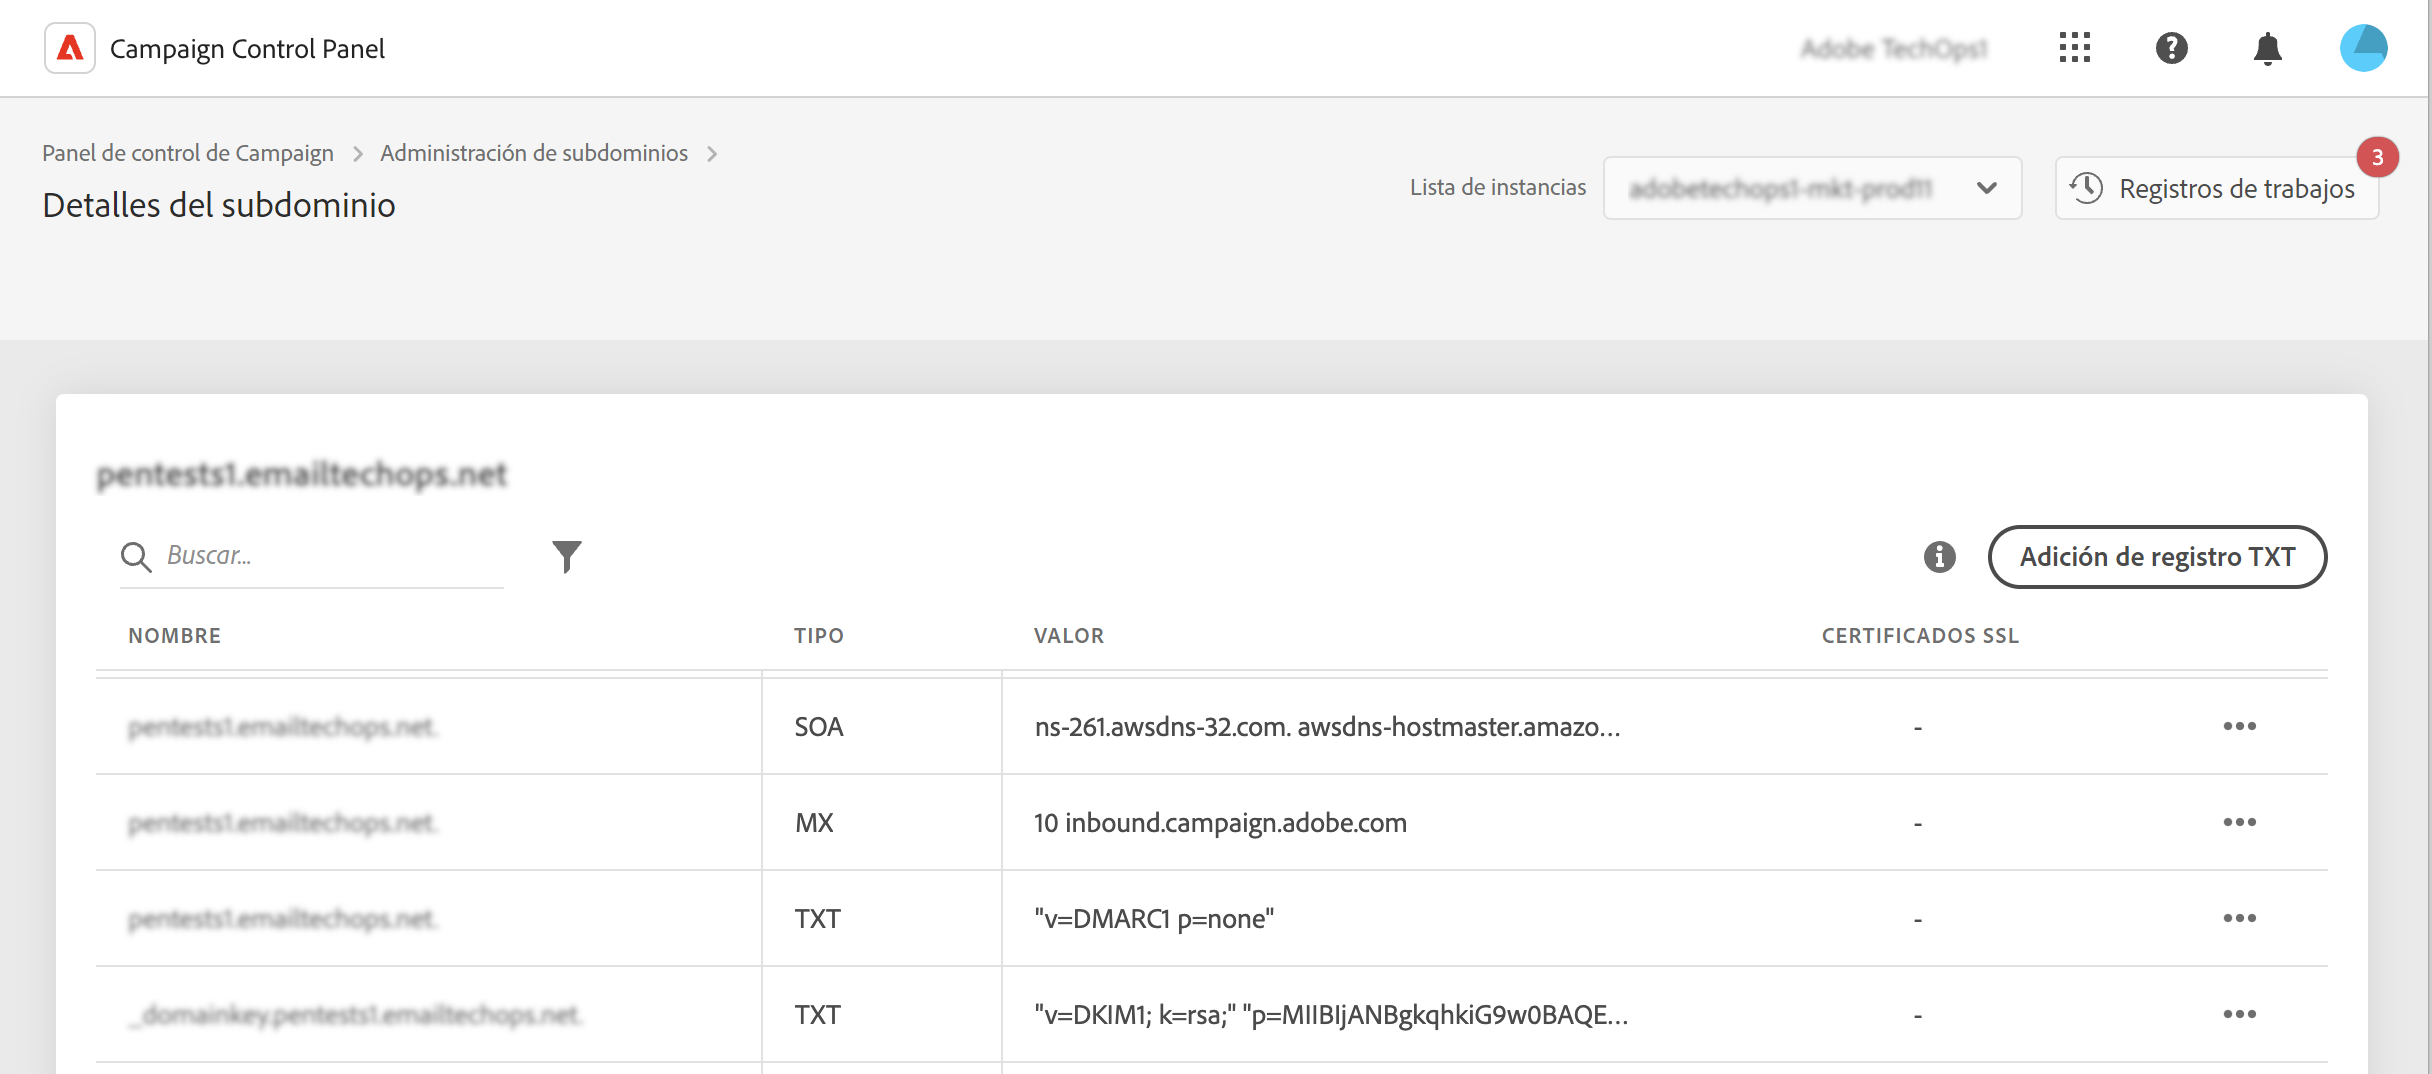 Campaign Control Panel
Adobe TechOps1
Panel de control de Campaign
Administración de subdominios
Detalles del subdominio
Lista de instancias
adobetechops1-mkt-prod11
Registros de trabajos
3
pentests1.emailtechops.net
Buscar...
Adición de registro TXT
NOMBRE TIPO VALOR CERTIFICADOS SSL
pentests1.emailtechops.net. SOA ns-261.awsdns-32.com. awsdns-hostmaster.amazo... -
pentests1.emailtechops.net. MX 10 inbound.campaign.adobe.com -
pentests1.emailtechops.net. TXT "v=DMARC1 p=none" -
_domainkey.pentests1.emailtechops.net. TXT "v=DKIM1; k=rsa;" "p=MIIBIjANBgkqhkiG9w0BAQE... -